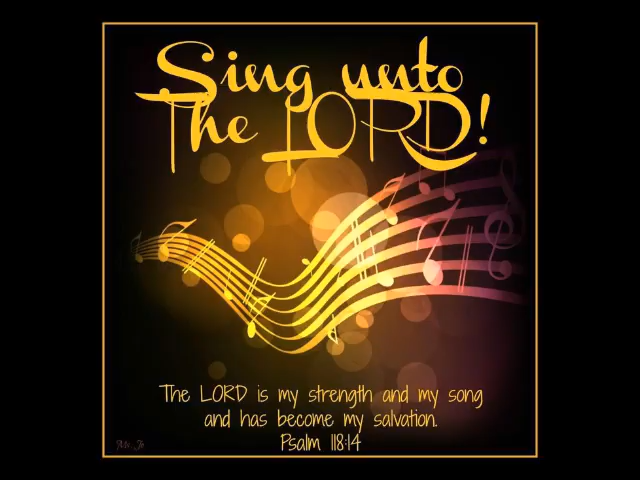 Sing unto
The LORD!
The LORD is my strength and my song
and has become my salvation.
Psalm 118:14